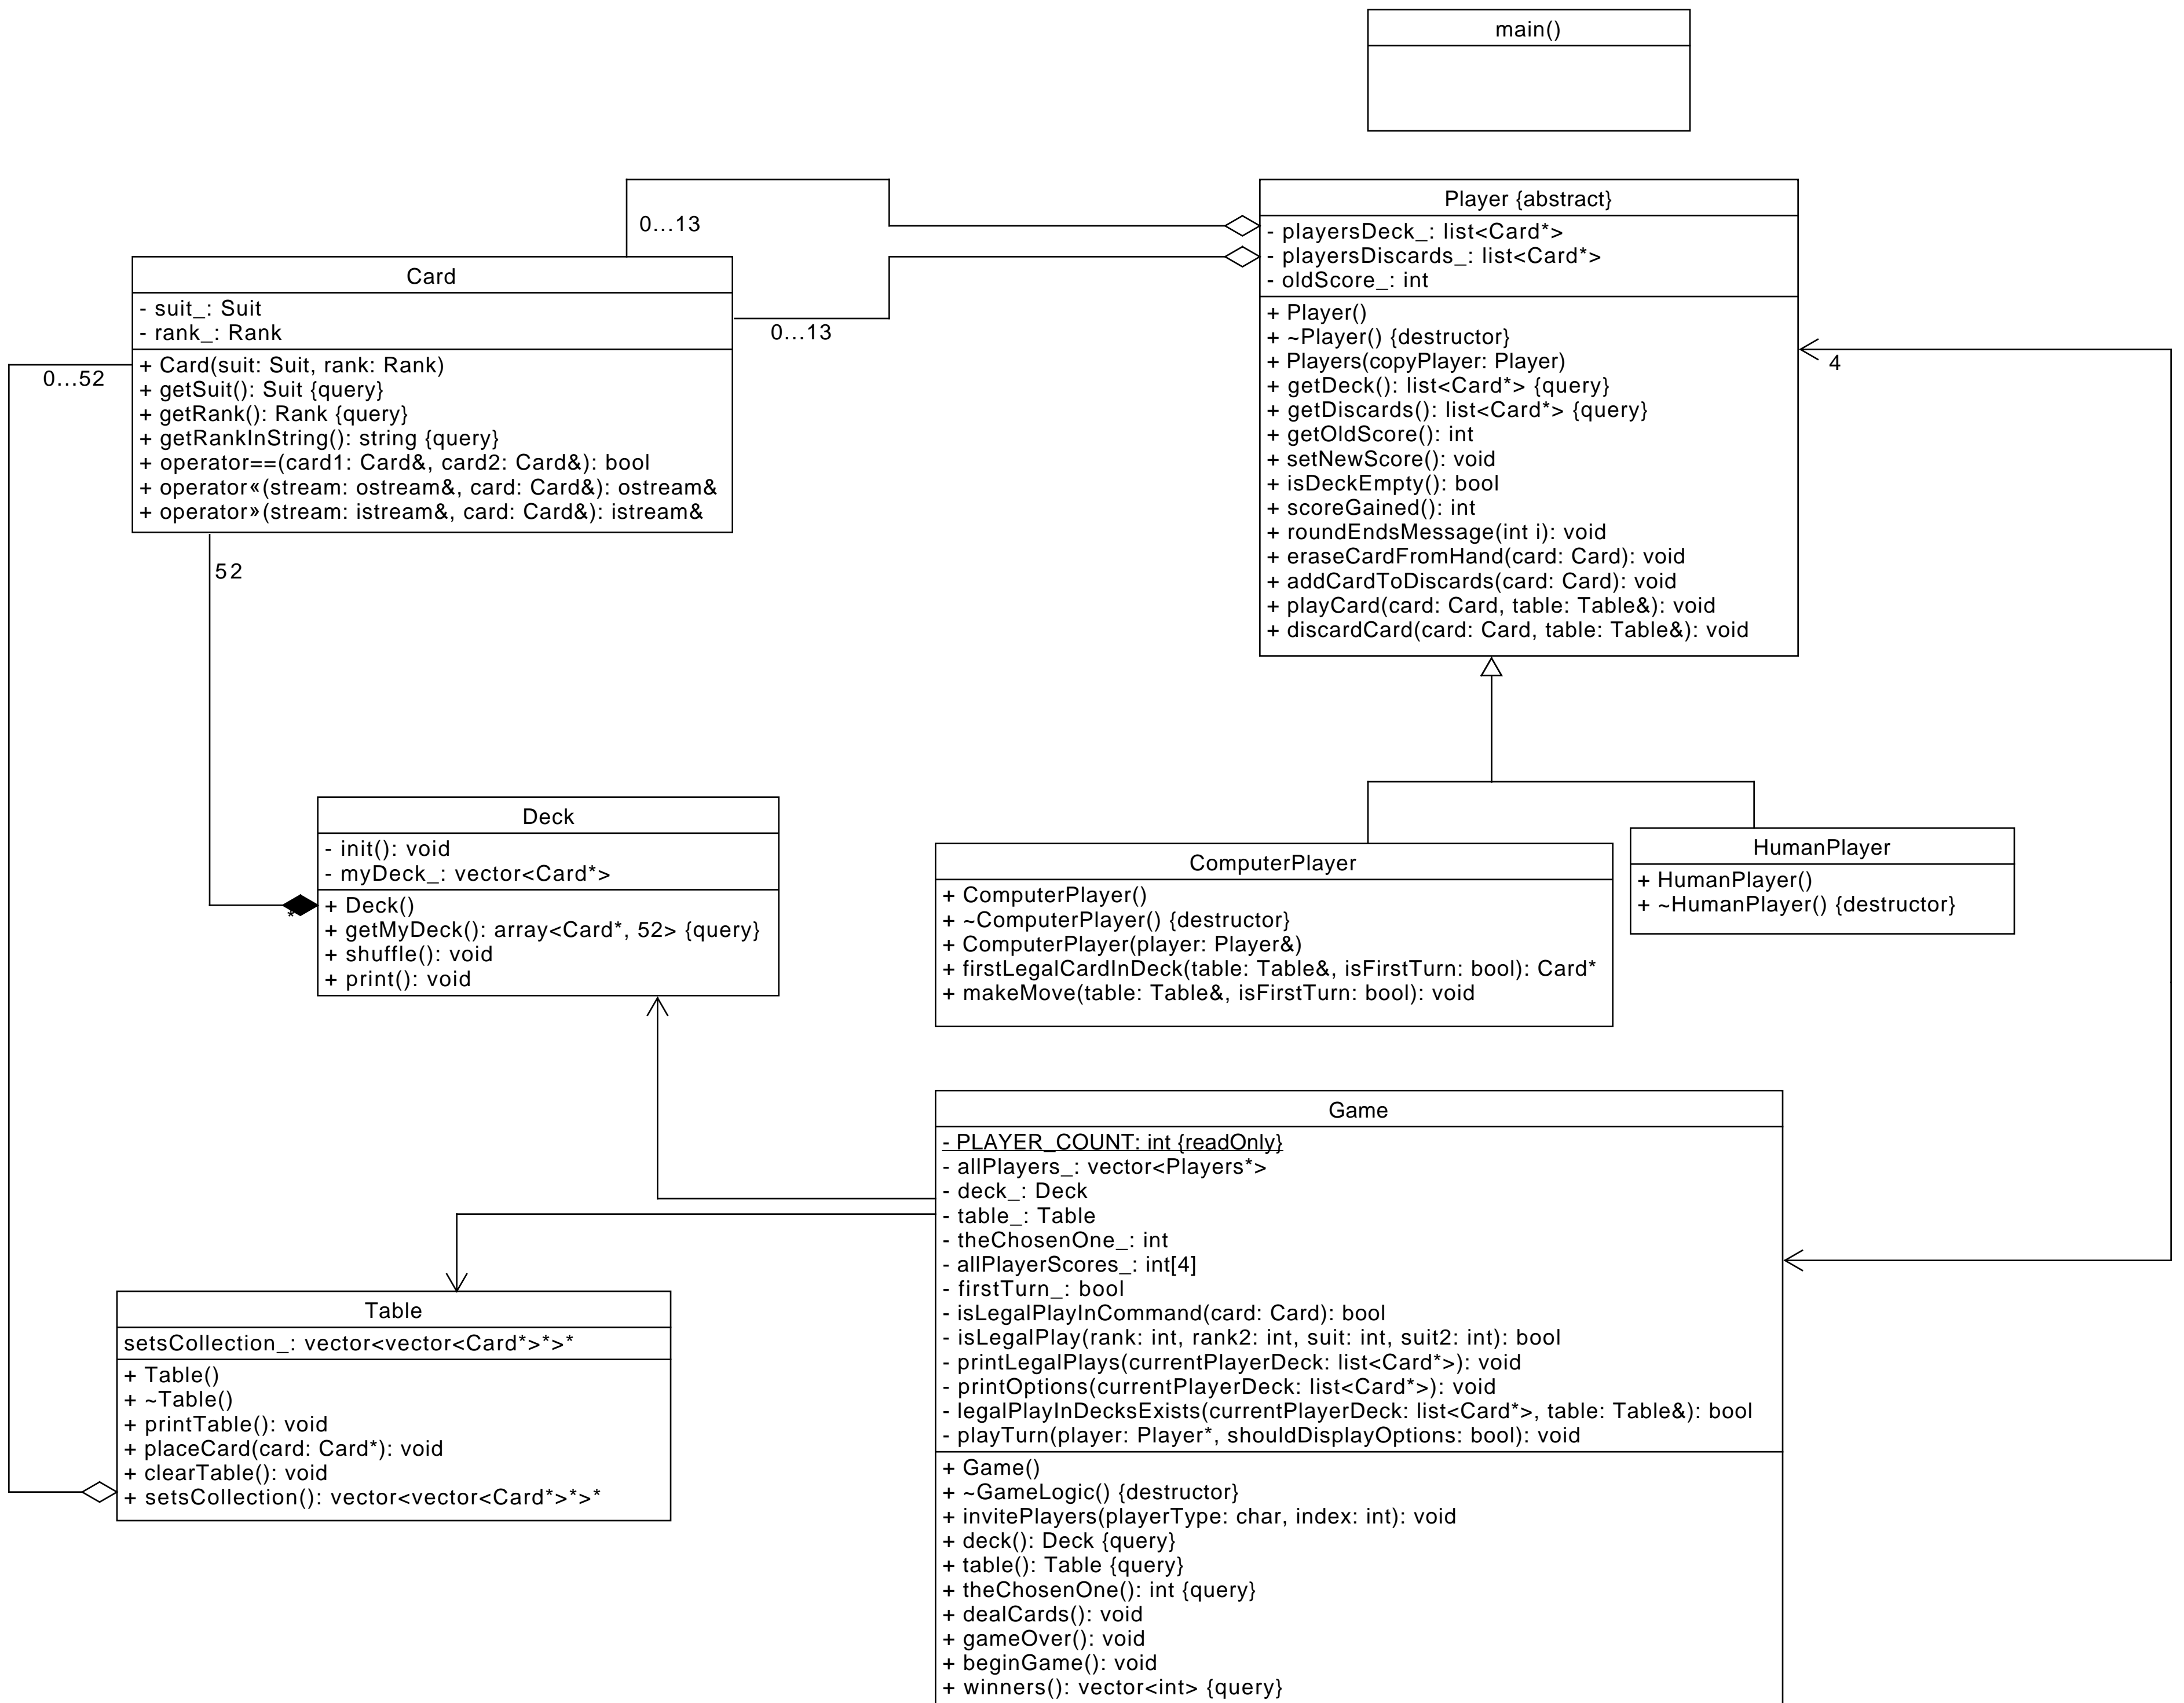 main()
Player {abstract}
- playersDeck_: list<Card*>
- playersDiscards_: list<Card*>
- oldScore_: int
+ Player()
+ ~Player() {destructor}
+ Players(copyPlayer: Player)
+ getDeck(): list<Card*> {query}
+ getDiscards(): list<Card*> {query}
+ getOldScore(): int
+ setNewScore(): void
+ isDeckEmpty(): bool
+ scoreGained(): int
+ roundEndsMessage(int i): void
+ eraseCardFromHand(card: Card): void
+ addCardToDiscards(card: Card): void
+ playCard(card: Card, table: Table&): void
+ discardCard(card: Card, table: Table&): void
0...13
0...13
4
Card
- suit_: Suit
- rank_: Rank
+ Card(suit: Suit, rank: Rank)
+ getSuit(): Suit {query}
+ getRank(): Rank {query}
+ getRankInString(): string {query}
+ operator==(card1: Card&, card2: Card&): bool
+ operator«(stream: ostream&, card: Card&): ostream&
+ operator»(stream: istream&, card: Card&): istream&
0...52
52
Deck
- init(): void
- myDeck_: vector<Card*>
+ Deck()
+ getMyDeck(): array<Card*, 52> {query}
+ shuffle(): void
+ print(): void
*
ComputerPlayer
+ ComputerPlayer()
+ ~ComputerPlayer() {destructor}
+ ComputerPlayer(player: Player&)
+ firstLegalCardInDeck(table: Table&, isFirstTurn: bool): Card*
+ makeMove(table: Table&, isFirstTurn: bool): void
HumanPlayer
+ HumanPlayer()
+ ~HumanPlayer() {destructor}
Game
- PLAYER_COUNT: int {readOnly}
- allPlayers_: vector<Players*>
- deck_: Deck
- table_: Table
- theChosenOne_: int
- allPlayerScores_: int[4]
- firstTurn_: bool
- isLegalPlayInCommand(card: Card): bool
- isLegalPlay(rank: int, rank2: int, suit: int, suit2: int): bool
- printLegalPlays(currentPlayerDeck: list<Card*>): void
- printOptions(currentPlayerDeck: list<Card*>): void
- legalPlayInDecksExists(currentPlayerDeck: list<Card*>, table: Table&): bool
- playTurn(player: Player*, shouldDisplayOptions: bool): void
+ Game()
+ ~GameLogic() {destructor}
+ invitePlayers(playerType: char, index: int): void
+ deck(): Deck {query}
+ table(): Table {query}
+ theChosenOne(): int {query}
+ dealCards(): void
+ gameOver(): void
+ beginGame(): void
+ winners(): vector<int> {query}
Table
setsCollection_: vector<vector<Card*>*>*
+ Table()
+ ~Table()
+ printTable(): void
+ placeCard(card: Card*): void
+ clearTable(): void
+ setsCollection(): vector<vector<Card*>*>*